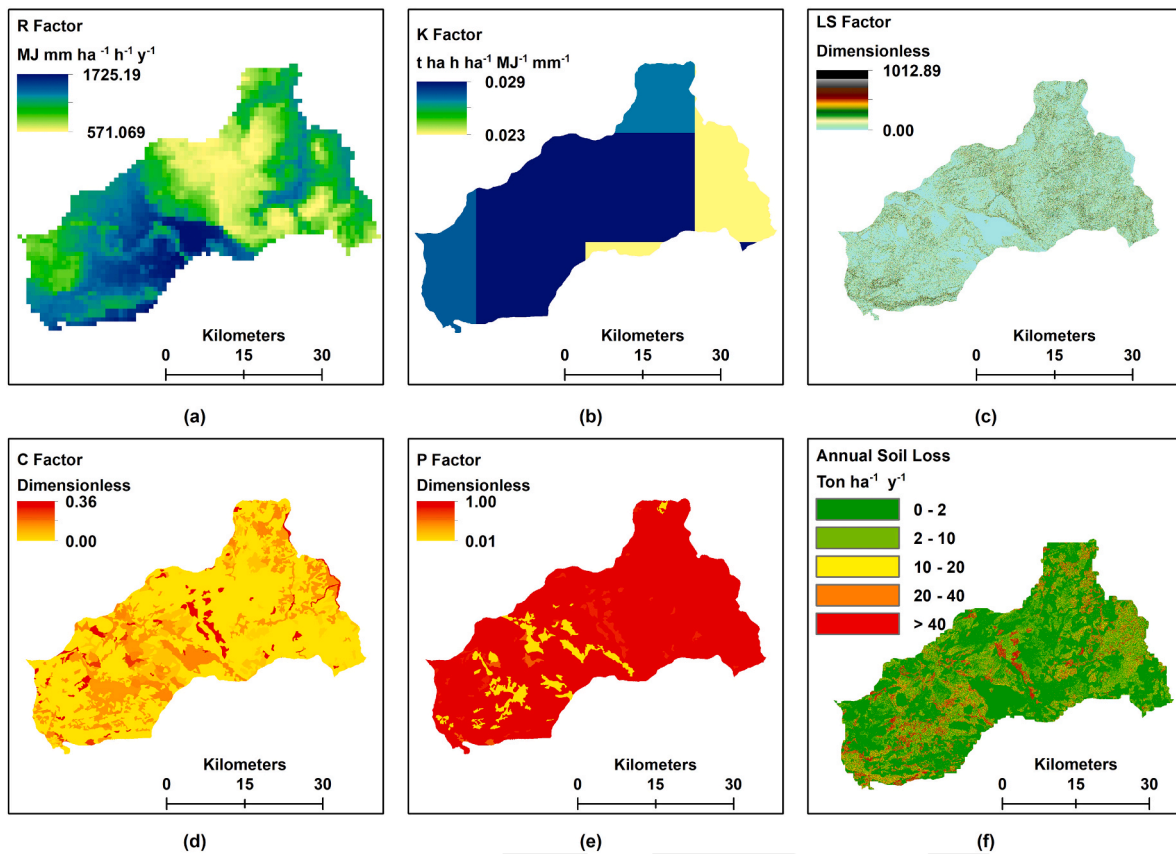 R Factor
MJ mm ha ⁻¹ h⁻¹ y⁻¹
1725.19
571.069
Kilometers
0 15 30
(a)
K Factor
t ha h ha⁻¹ MJ⁻¹ mm⁻¹
0.029
0.023
Kilometers
0 15 30
(b)
LS Factor
Dimensionless
1012.89
0.00
Kilometers
0 15 30
(c)
C Factor
Dimensionless
0.36
0.00
Kilometers
0 15 30
(d)
P Factor
Dimensionless
1.00
0.01
Kilometers
0 15 30
(e)
Annual Soil Loss
Ton ha⁻¹ y⁻¹
0 - 2
2 - 10
10 - 20
20 - 40
> 40
Kilometers
0 15 30
(f)